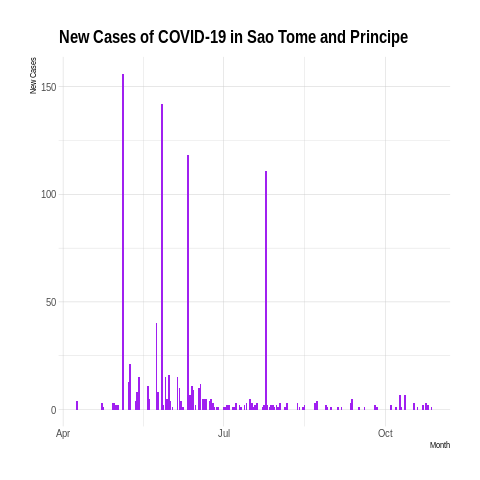 New Cases of COVID-19 in Sao Tome and Principe
New Cases
150
100
50
0
Apr
Jul
Oct
Month